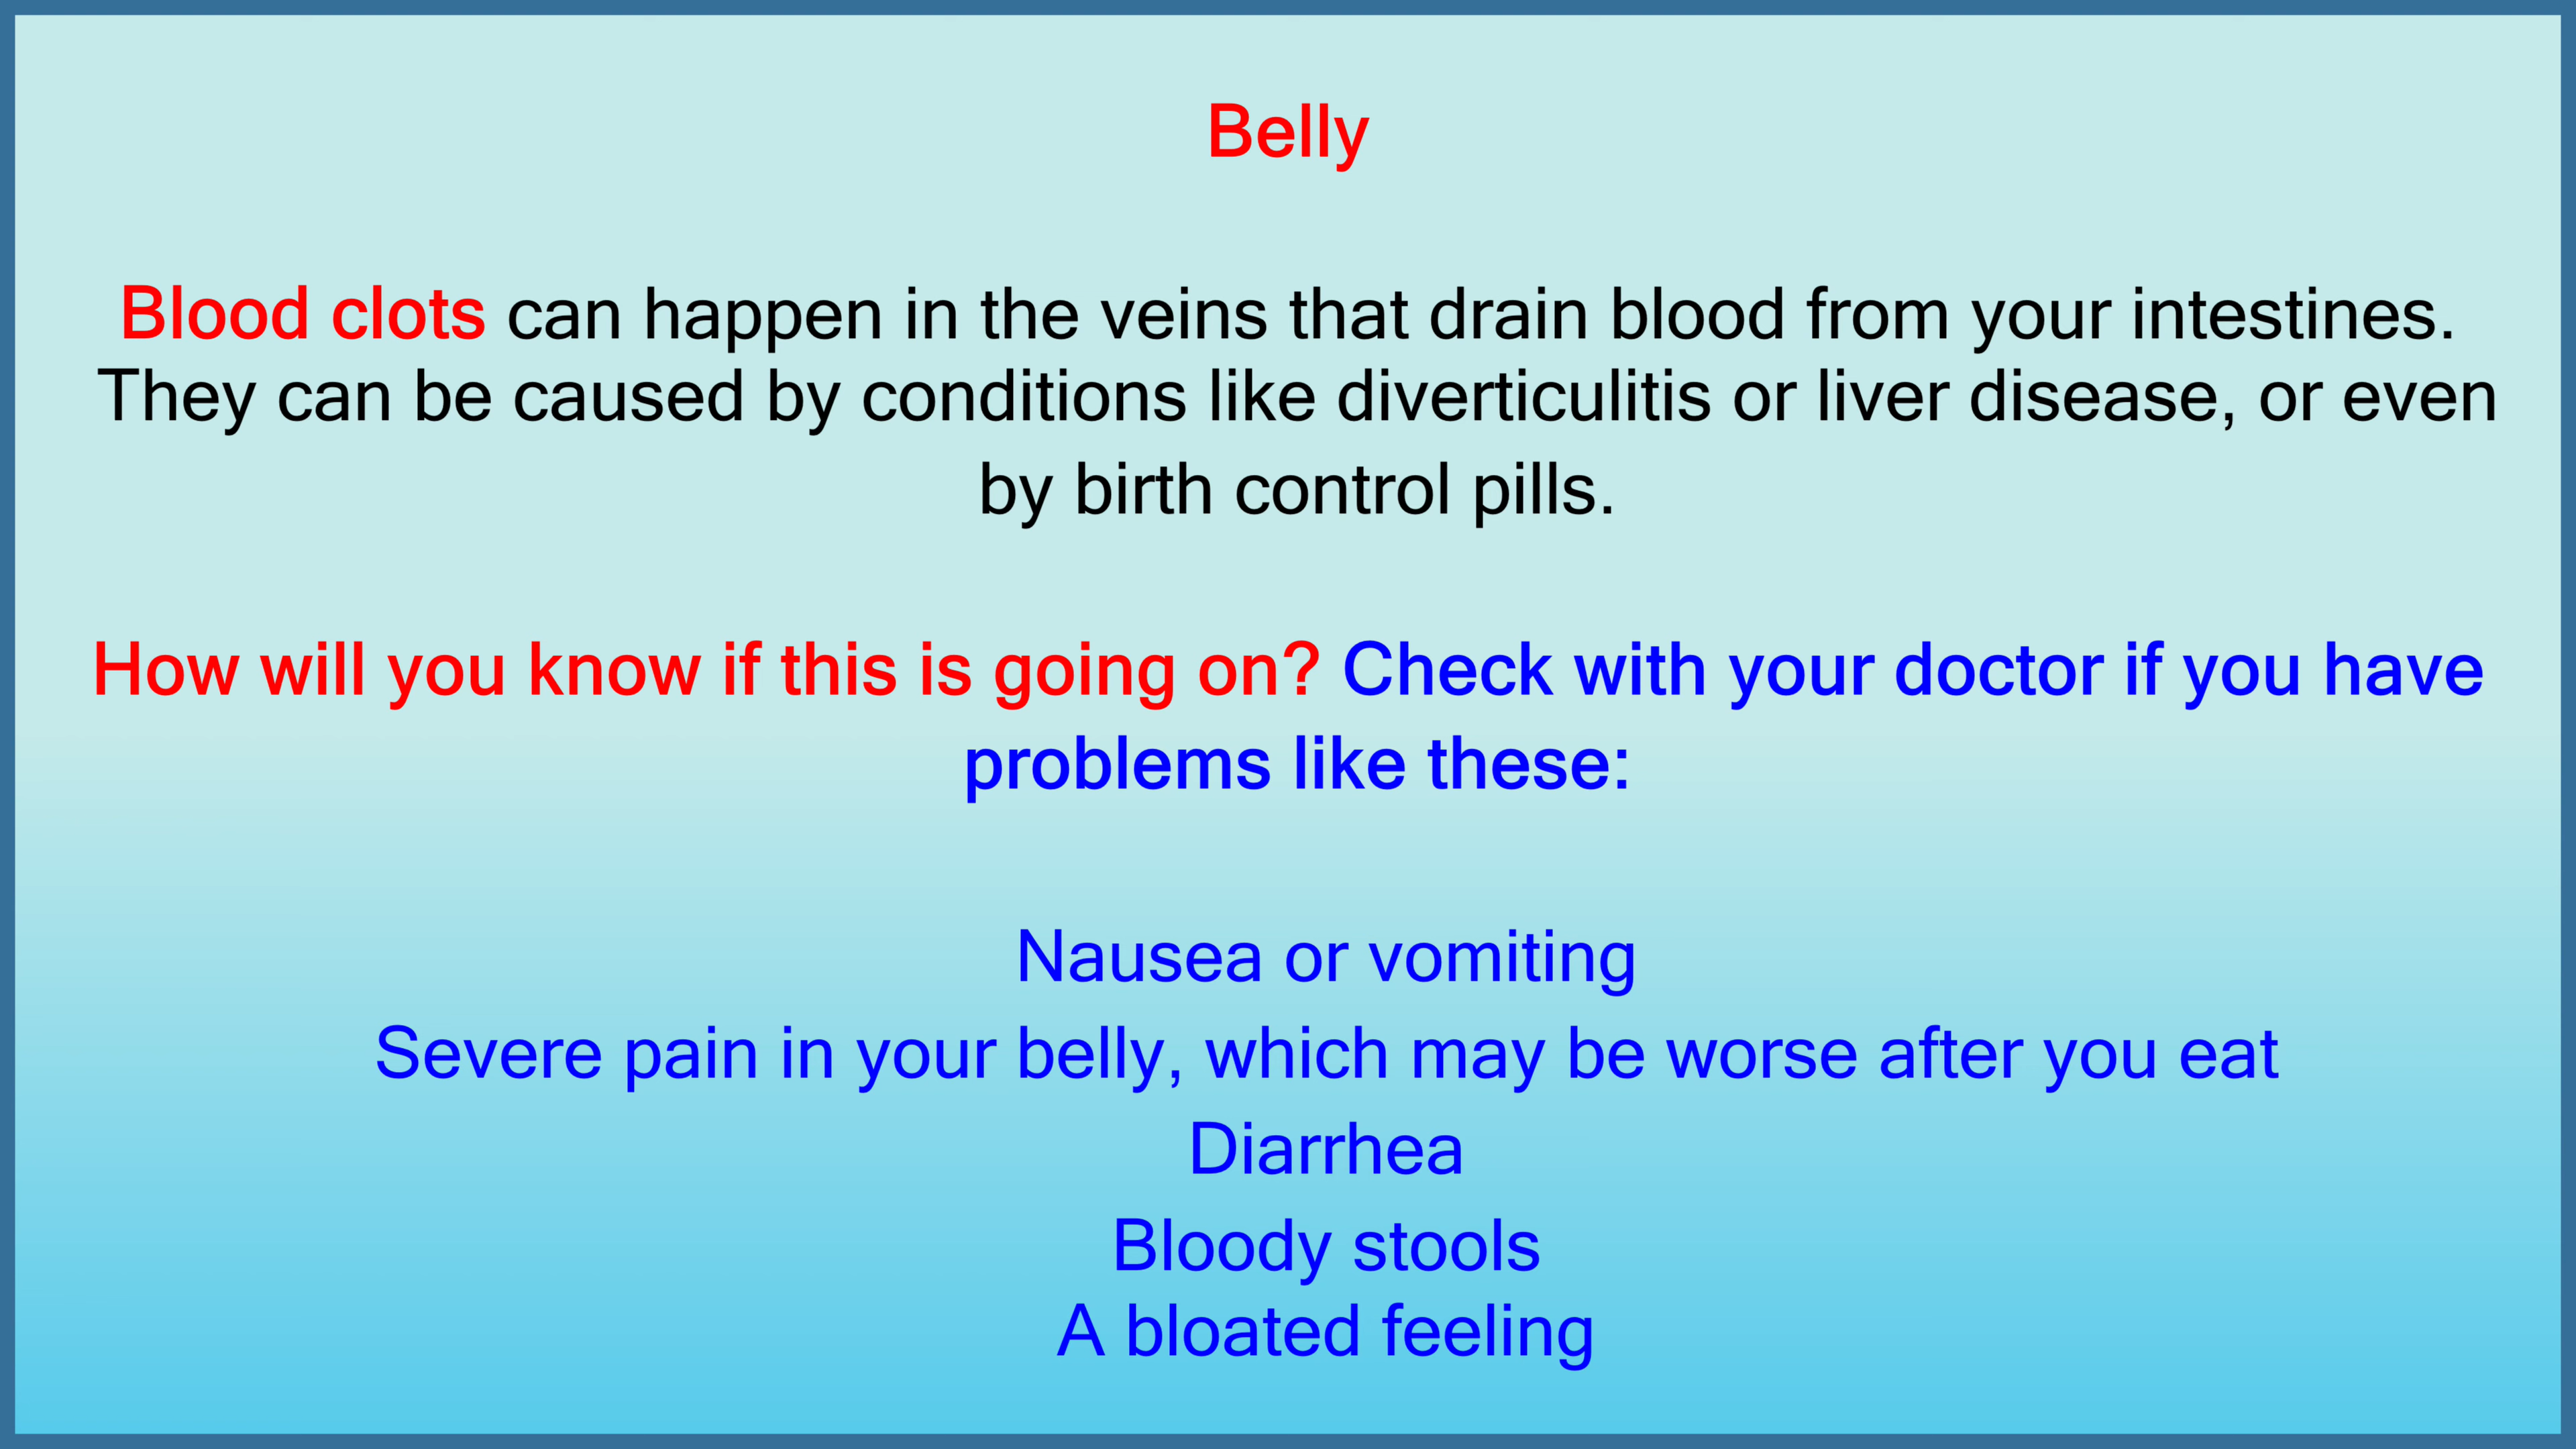 Belly
Blood clots can happen in the veins that drain blood from your intestines.
They can be caused by conditions like diverticulitis or liver disease, or even
by birth control pills.
How will you know if this is going on? Check with your doctor if you have
problems like these:
Nausea or vomiting
Severe pain in your belly, which may be worse after you eat
Diarrhea
Bloody stools
A bloated feeling